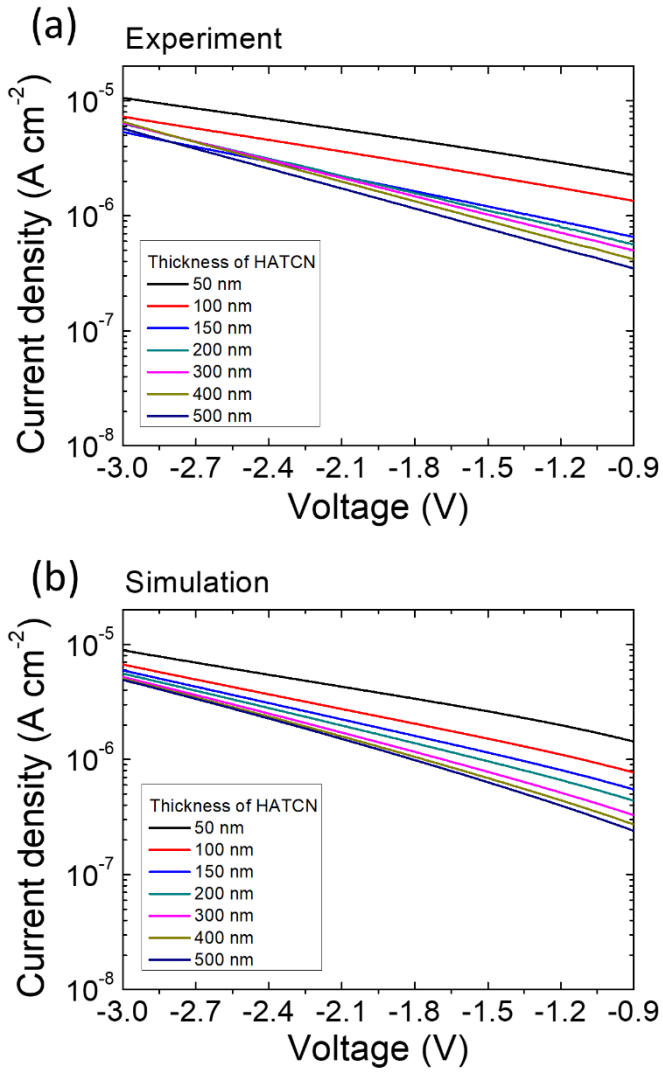 (a) Experiment
Current density (A cm⁻²)
10⁻⁵
10⁻⁶
10⁻⁷
10⁻⁸
Thickness of HATCN
50 nm
100 nm
150 nm
200 nm
300 nm
400 nm
500 nm
-3.0 -2.7 -2.4 -2.1 -1.8 -1.5 -1.2 -0.9
Voltage (V)
(b) Simulation
Current density (A cm⁻²)
10⁻⁵
10⁻⁶
10⁻⁷
10⁻⁸
Thickness of HATCN
50 nm
100 nm
150 nm
200 nm
300 nm
400 nm
500 nm
-3.0 -2.7 -2.4 -2.1 -1.8 -1.5 -1.2 -0.9
Voltage (V)